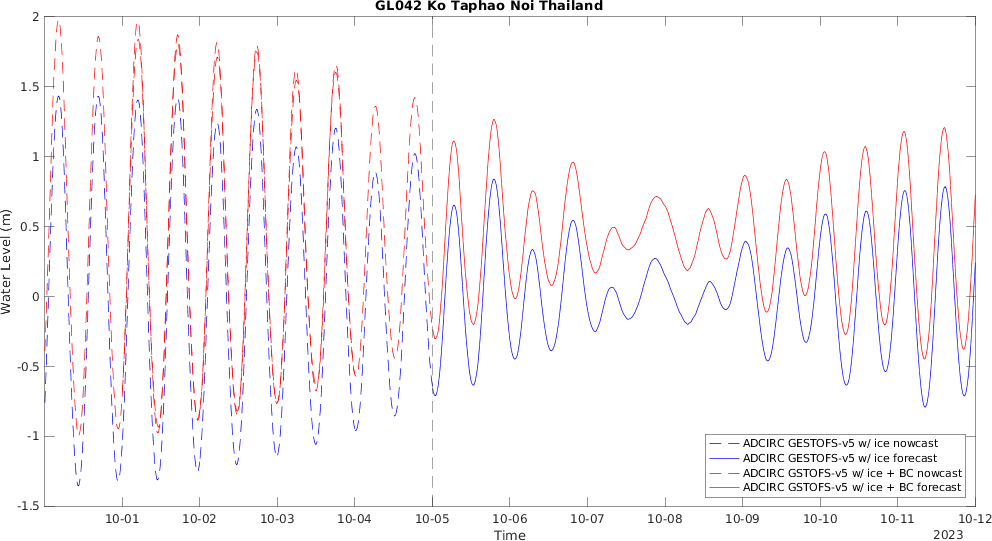 GL042 Ko Taphao Noi Thailand
2
1.5
1
0.5
0
-0.5
-1
-1.5
Water Level (m)
10-01 10-02 10-03 10-04 10-05 10-06 10-07 10-08 10-09 10-10 10-11 10-12
Time
2023
ADCIRC GESTOFS-v5 w/ ice nowcast
ADCIRC GESTOFS-v5 w/ ice forecast
ADCIRC GSTOFS-v5 w/ ice + BC nowcast
ADCIRC GSTOFS-v5 w/ ice + BC forecast